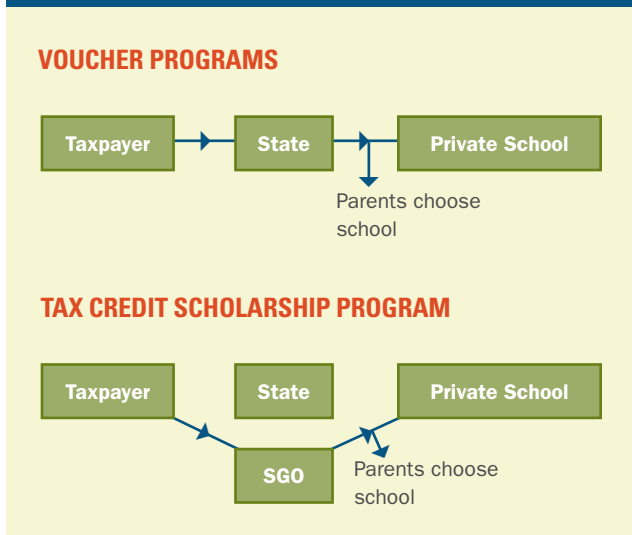 VOUCHER PROGRAMS
Taxpayer
State
Private School
Parents choose
school
TAX CREDIT SCHOLARSHIP PROGRAM
Taxpayer
State
Private School
SGO
Parents choose
school